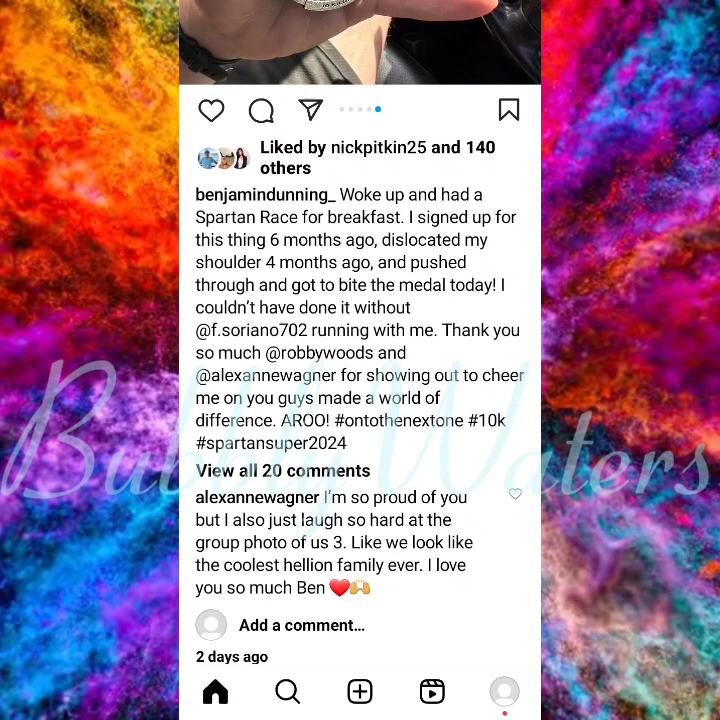 Liked by nickpitkin25 and 140
others
benjamindunning_ Woke up and had a
Spartan Race for breakfast. I signed up for
this thing 6 months ago, dislocated my
shoulder 4 months ago, and pushed
through and got to bite the medal today! I
couldn't have done it without
@f.soriano702 running with me. Thank you
so much @robbywoods and
@alexannewagner for showing out to cheer
me on you guys made a world of
difference. AROO! #ontothenextone #10k
#spartansuper2024
View all 20 comments
alexannewagner I'm so proud of you
but I also just laugh so hard at the
group photo of us 3. Like we look like
the coolest hellion family ever. I love
you so much Ben ❤️🙌
Add a comment...
2 days ago
Bubbly Waters